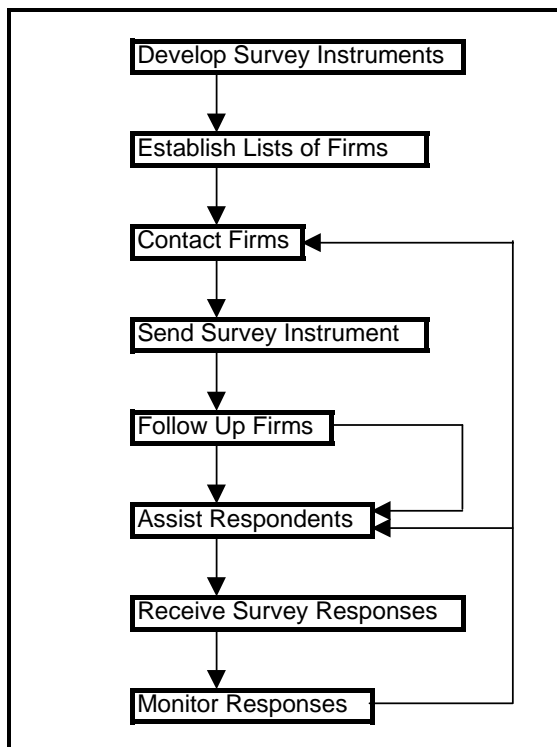 Develop Survey Instruments
Establish Lists of Firms
Contact Firms
Send Survey Instrument
Follow Up Firms
Assist Respondents
Receive Survey Responses
Monitor Responses